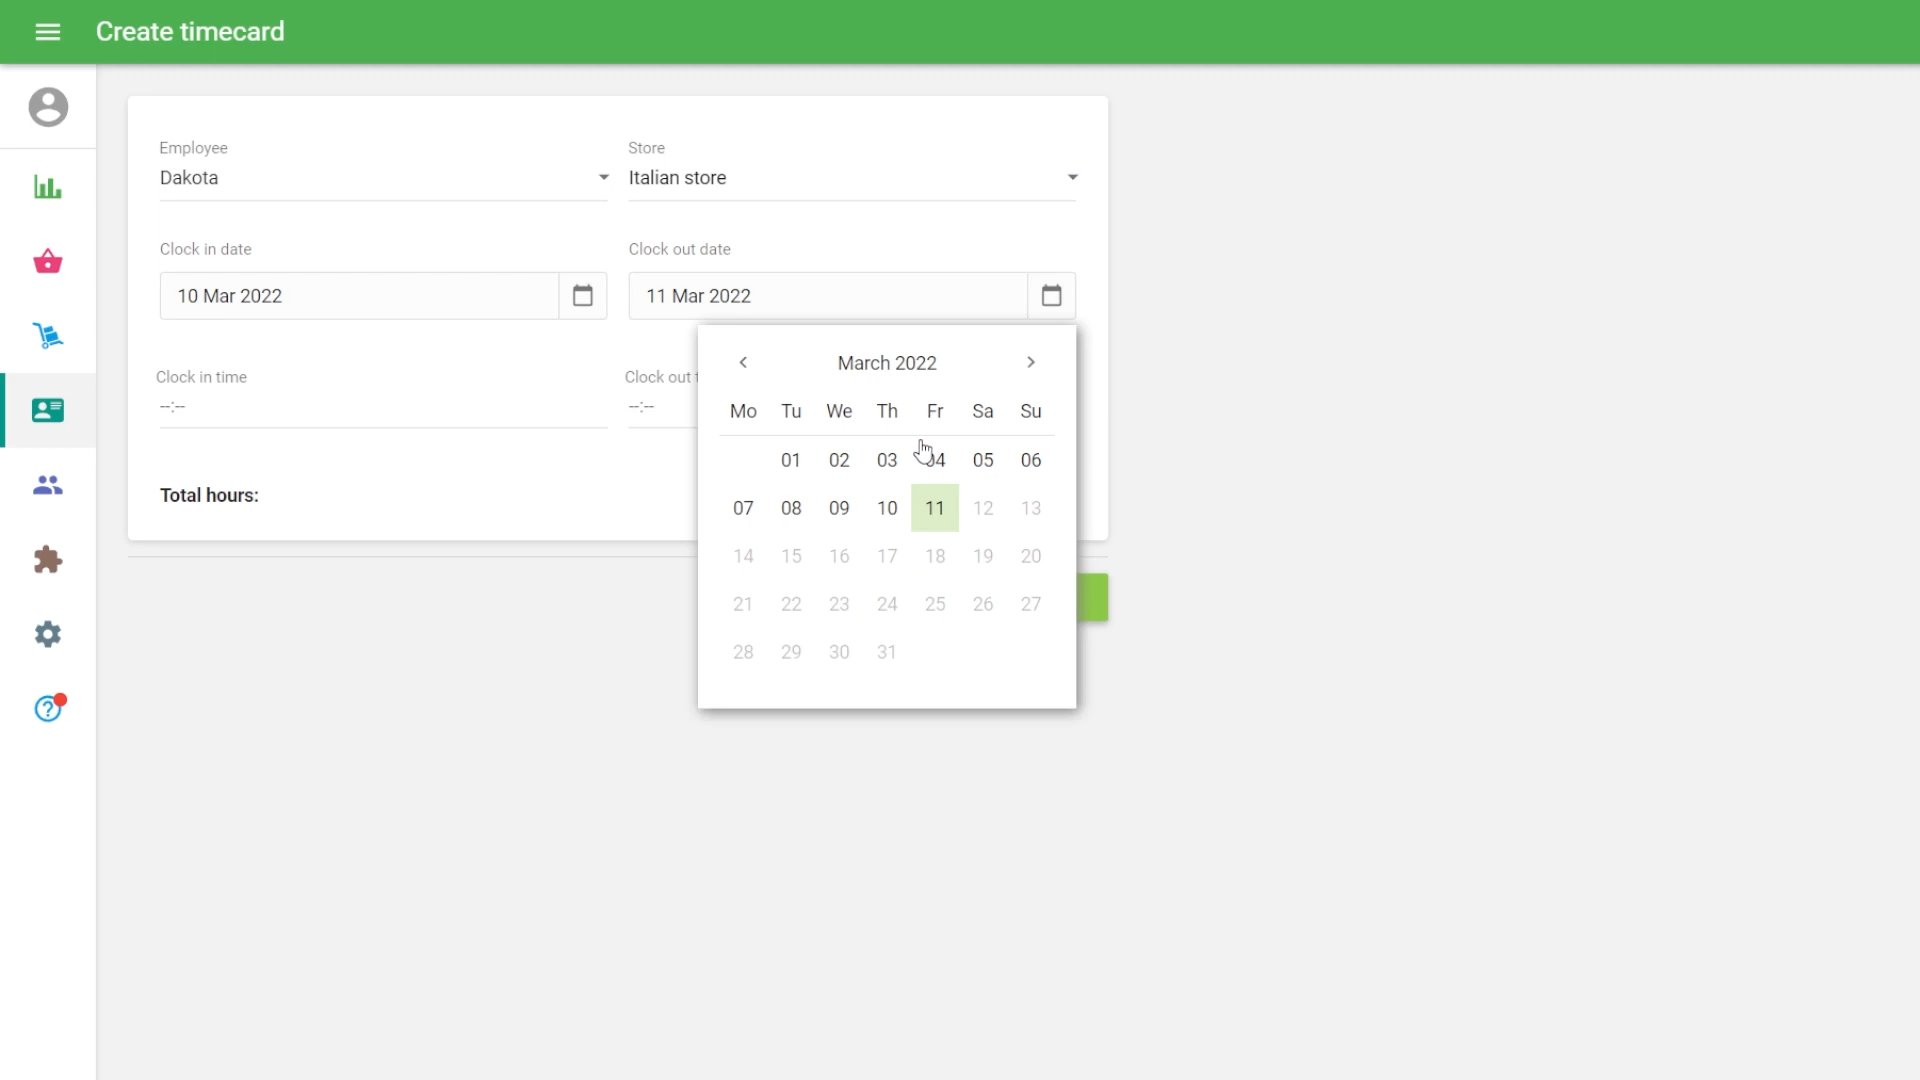 Create timecard
Employee
Dakota
Store
Italian store
Clock in date
10 Mar 2022
Clock out date
11 Mar 2022
Clock in time
--:--
Clock out t
--:--
March 2022
Mo Tu We Th Fr Sa Su
01 02 03 04 05 06
07 08 09 10 11 12 13
14 15 16 17 18 19 20
21 22 23 24 25 26 27
28 29 30 31
Total hours: